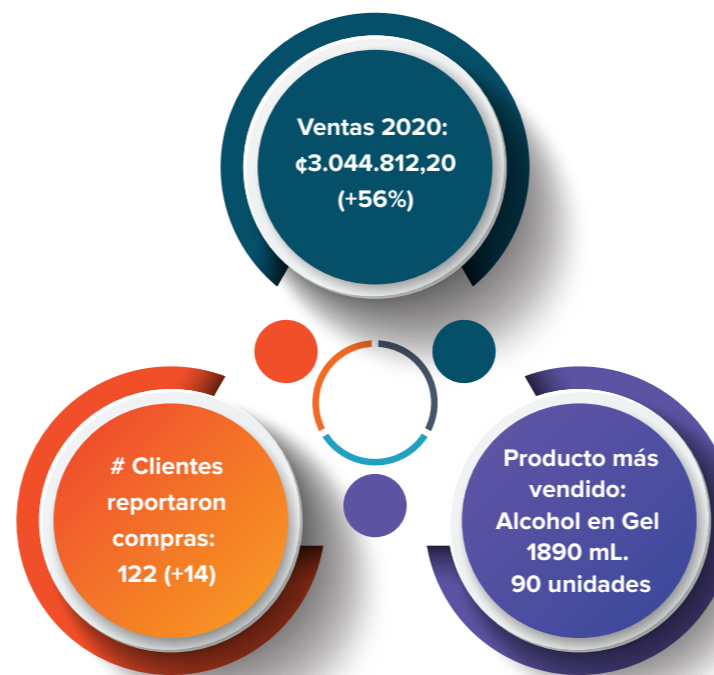 Ventas 2020:
¢3.044.812,20
(+56%)
# Clientes
reportaron
compras:
122 (+14)
Producto más
vendido:
Alcohol en Gel
1890 mL.
90 unidades